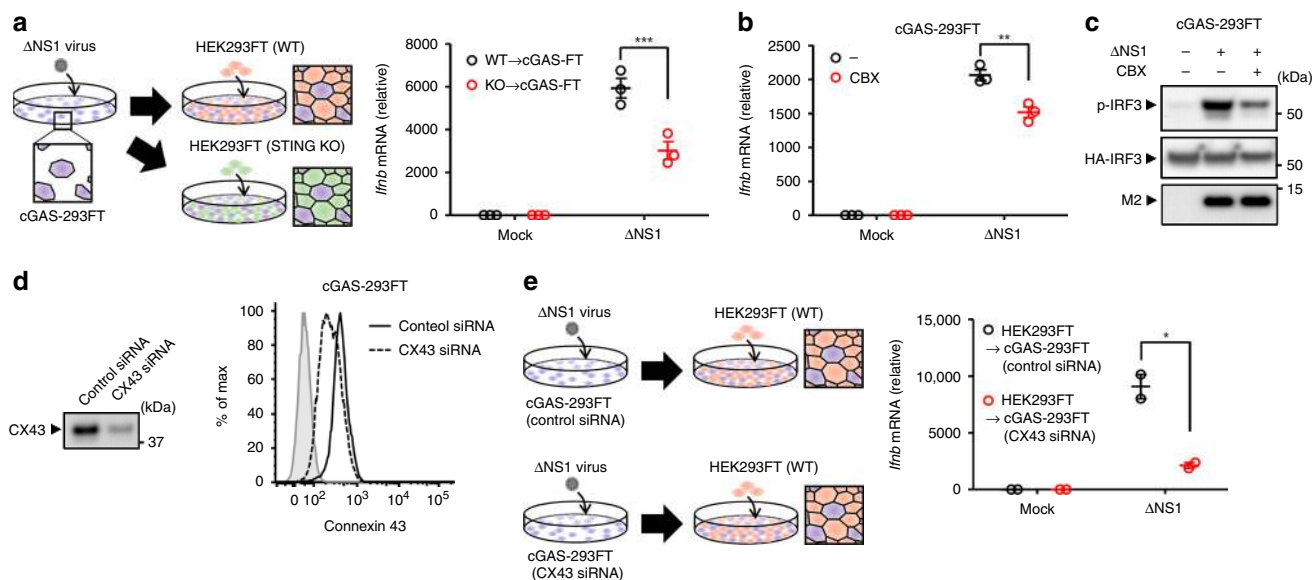 a
ΔNS1 virus
cGAS-293FT
HEK293FT (WT)
HEK293FT (STING KO)
Ifnb mRNA (relative)
8000
6000
4000
2000
0
WT→cGAS-FT
KO→cGAS-FT
***
Mock
ΔNS1
b
cGAS-293FT
Ifnb mRNA (relative)
2500
2000
1500
1000
500
0
–
CBX
**
Mock
ΔNS1
c
cGAS-293FT
ΔNS1 – + +
CBX – – + (kDa)
p-IRF3
50
HA-IRF3
50
15
M2
d
Control siRNA
CX43 siRNA
(kDa)
CX43
37
cGAS-293FT
% of max
100
80
60
40
20
0
Conteol siRNA
CX43 siRNA
0 10² 10³ 10⁴ 10⁵
Connexin 43
e
ΔNS1 virus
cGAS-293FT
(control siRNA)
HEK293FT (WT)
ΔNS1 virus
cGAS-293FT
(CX43 siRNA)
HEK293FT (WT)
Ifnb mRNA (relative)
15,000
10,000
5000
0
HEK293FT
→cGAS-293FT
(control siRNA)
HEK293FT
→cGAS-293FT
(CX43 siRNA)
*
Mock
ΔNS1